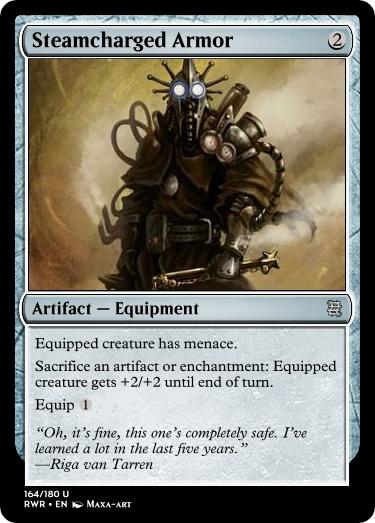 Steamcharged Armor 2
Artifact — Equipment
Equipped creature has menace.
Sacrifice an artifact or enchantment: Equipped
creature gets +2/+2 until end of turn.
Equip 1
“Oh, it's fine, this one's completely safe. I've
learned a lot in the last five years.”
—Riga van Tarren
164/180 U
RWR • EN Maxa-art